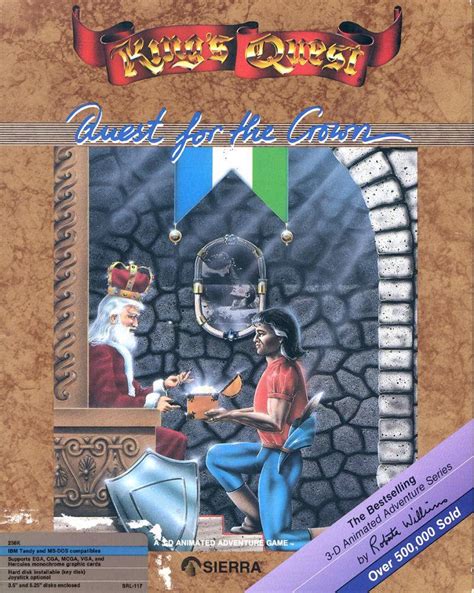 King's Quest
Quest for the Crown
The Bestselling
3-D Animated Adventure Series
by Roberta Williams
Over 500,000 Sold
A 3-D ANIMATED ADVENTURE GAME
SIERRA
256K
IBM Tandy and MS-DOS compatibles
Supports EGA, CGA, MCGA, VGA, and
Hercules monochrome graphic cards
Hard disk installable (key disk)
Joystick optional
3.5" and 5.25" disks enclosed
SRL-117